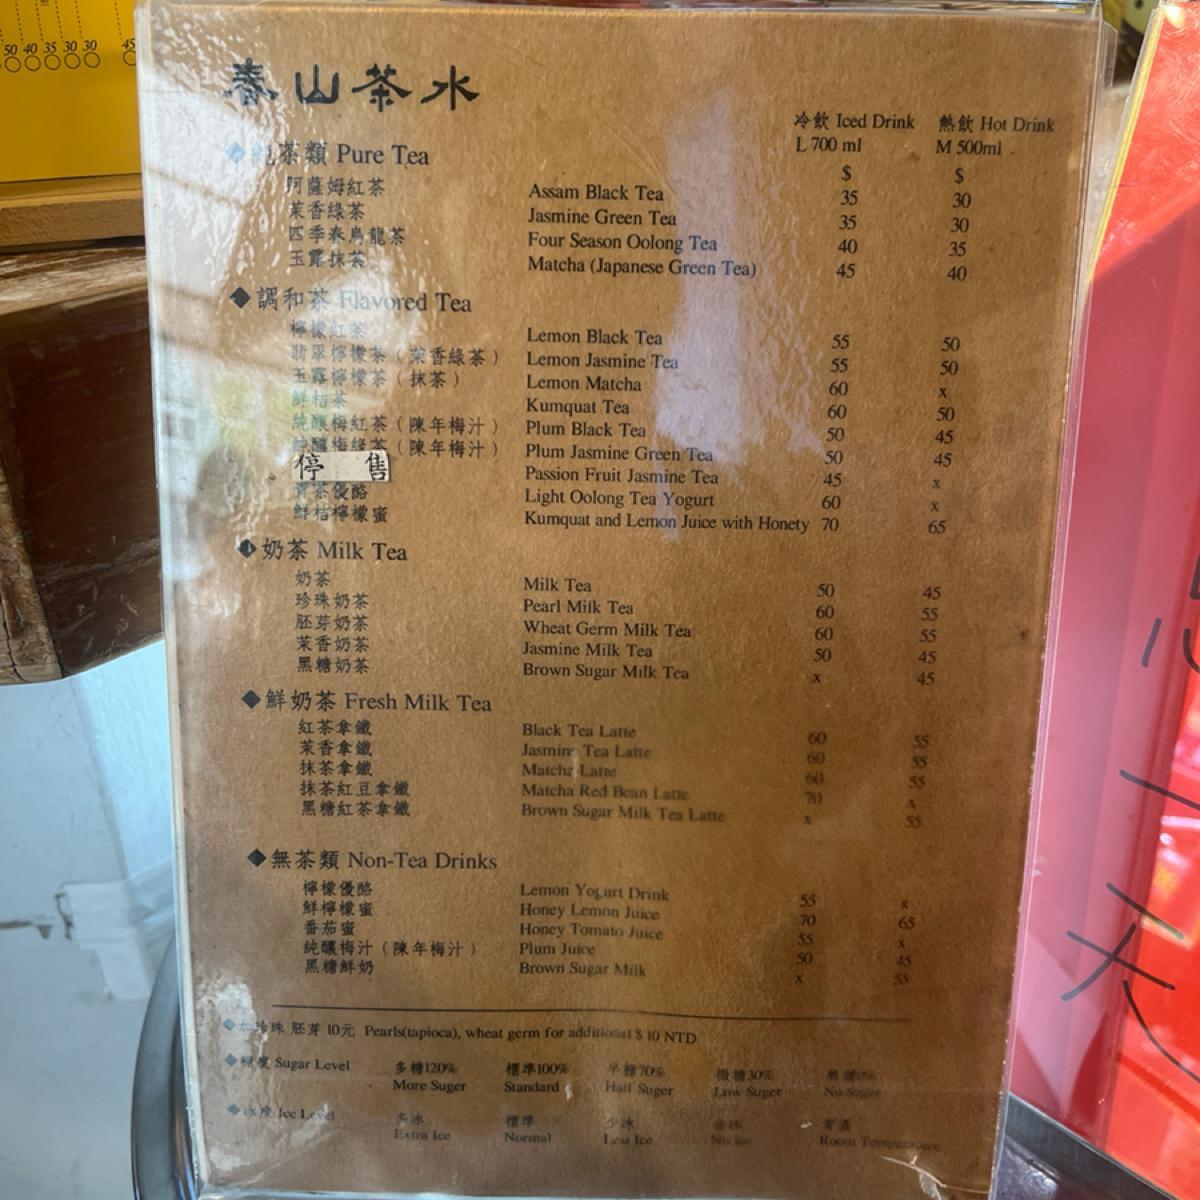 50 40 35 30 30 45
春山茶水
冷飲 Iced Drink 熱飲 Hot Drink
L 700 ml M 500ml
◆純茶類 Pure Tea
$ $
阿薩姆紅茶 Assam Black Tea 35 30
茉香綠茶 Jasmine Green Tea 35 30
四季春烏龍茶 Four Season Oolong Tea 40 35
玉露抹茶 Matcha (Japanese Green Tea) 45 40
◆調和茶 Flavored Tea
檸檬紅茶 Lemon Black Tea 55 50
翡翠檸檬茶（茉香綠茶） Lemon Jasmine Tea 55 50
玉露檸檬茶（抹茶） Lemon Matcha 60 x
鮮桔茶 Kumquat Tea 60 50
純釀梅紅茶（陳年梅汁） Plum Black Tea 50 45
純釀梅綠茶（陳年梅汁） Plum Jasmine Green Tea 50 45
停 售 Passion Fruit Jasmine Tea 45 x
青茶優酪 Light Oolong Tea Yogurt 60 x
鮮桔檸檬蜜 Kumquat and Lemon Juice with Honety 70 65
◆奶茶 Milk Tea
奶茶 Milk Tea 50 45
珍珠奶茶 Pearl Milk Tea 60 55
胚芽奶茶 Wheat Germ Milk Tea 60 55
茉香奶茶 Jasmine Milk Tea 50 45
黑糖奶茶 Brown Sugar Milk Tea x 45
◆鮮奶茶 Fresh Milk Tea
紅茶拿鐵 Black Tea Latte 60 55
茉香拿鐵 Jasmine Tea Latte 60 55
抹茶拿鐵 Matcha Latte 60 55
抹茶紅豆拿鐵 Matcha Red Bean Latte 70 x
黑糖紅茶拿鐵 Brown Sugar Milk Tea Latte x 55
◆無茶類 Non-Tea Drinks
檸檬優酪 Lemon Yogurt Drink 55 x
鮮檸檬蜜 Honey Lemon Juice 70 65
番茄蜜 Honey Tomato Juice 55 x
純釀梅汁（陳年梅汁） Plum Juice 50 45
黑糖鮮奶 Brown Sugar Milk x 55
◆加珍珠 胚芽 10元 Pearls(tapioca), wheat germ for additional $ 10 NTD
◆糖度 Sugar Level 多糖120% 標準100% 半糖70% 微糖30% 無糖0%
More Suger Standard Half Suger Low Suger No Suger
◆冰度 Ice Level 多冰 標準 少冰 去冰 常溫
Extra Ice Normal Less Ice No Ice Room Temperature